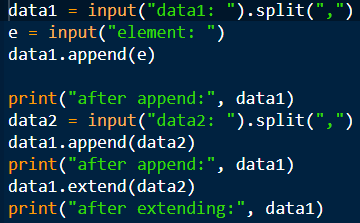 data1 = input("data1: ").split(",")
e = input("element: ")
data1.append(e)
print("after append:", data1)
data2 = input("data2: ").split(",")
data1.append(data2)
print("after append:", data1)
data1.extend(data2)
print("after extending:", data1)